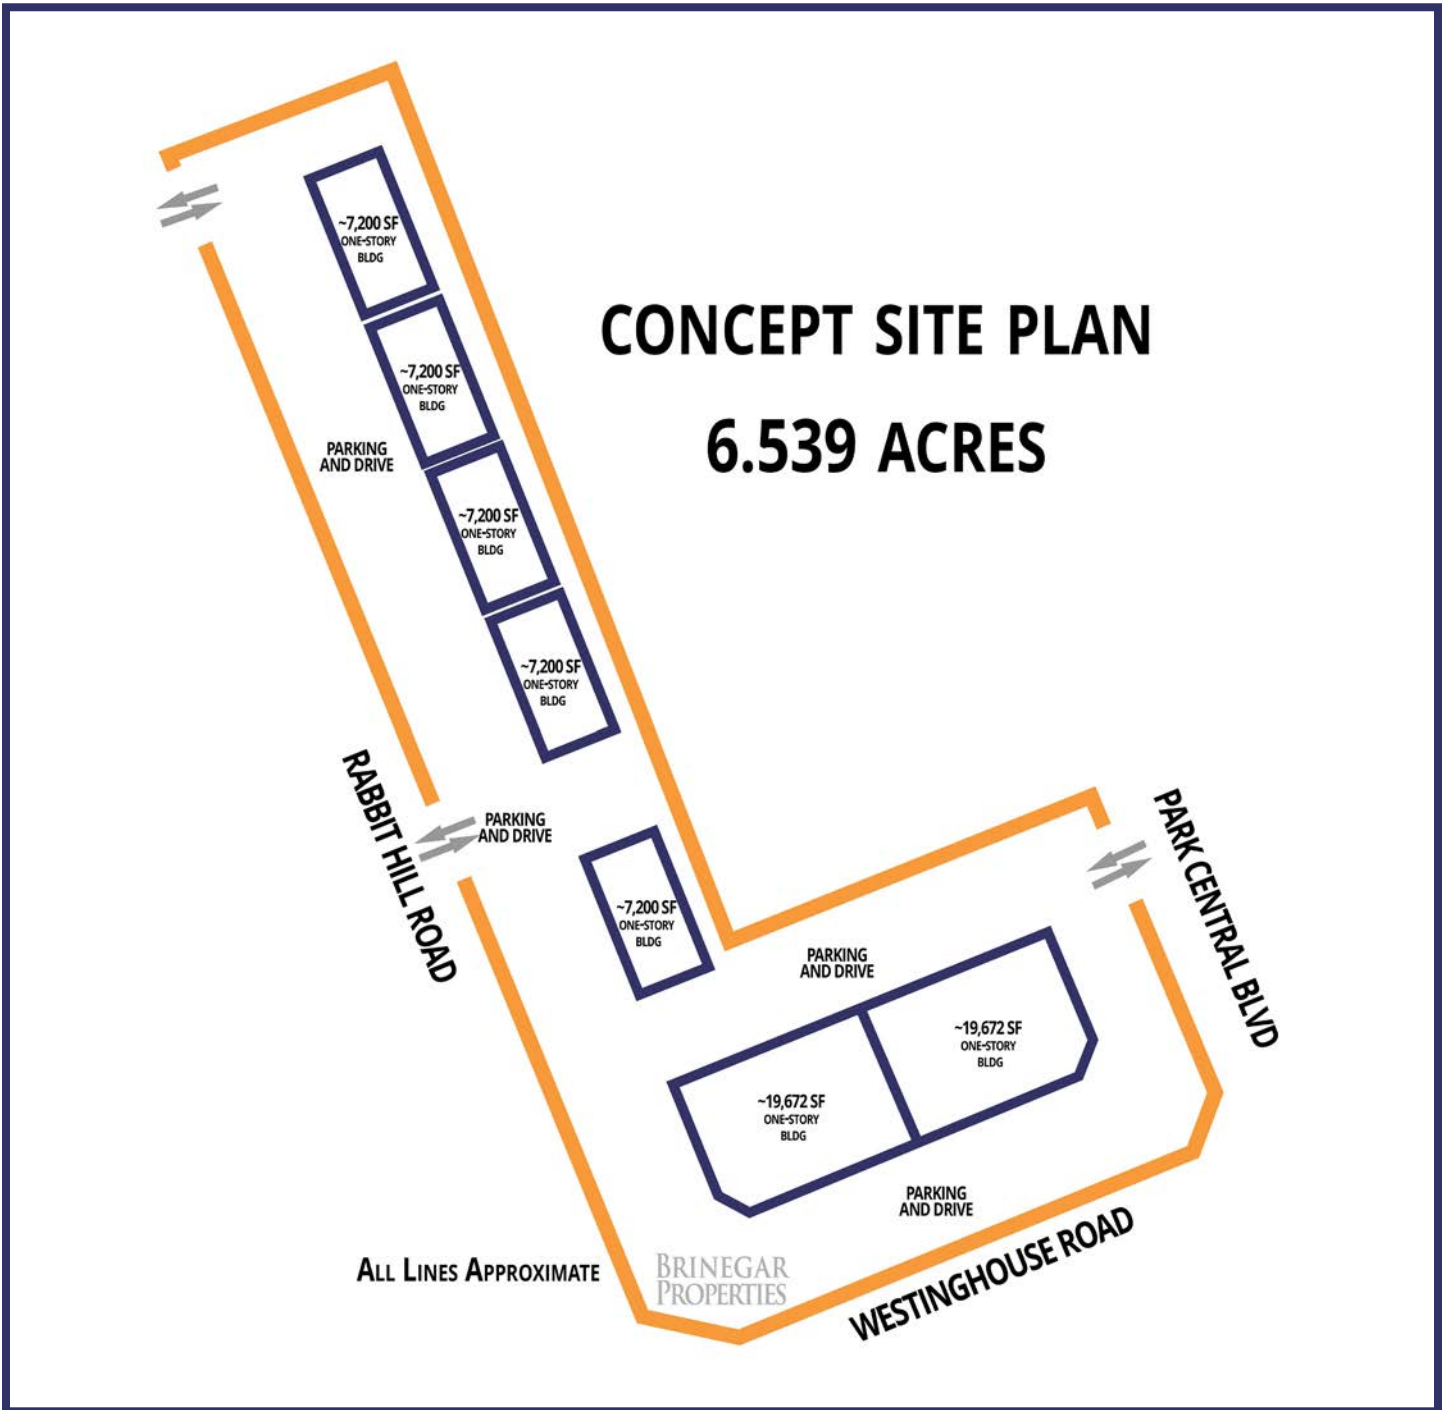 ~7,200 SF
ONE-STORY
BLDG
CONCEPT SITE PLAN
6.539 ACRES
~7,200 SF
ONE-STORY
BLDG
PARKING
AND DRIVE
~7,200 SF
ONE-STORY
BLDG
~7,200 SF
ONE-STORY
BLDG
RABBIT HILL ROAD
PARKING
AND DRIVE
PARK CENTRAL BLVD
~7,200 SF
ONE-STORY
BLDG
PARKING
AND DRIVE
~19,672 SF
ONE-STORY
BLDG
~19,672 SF
ONE-STORY
BLDG
PARKING
AND DRIVE
WESTINGHOUSE ROAD
ALL LINES APPROXIMATE
BRINEGAR
PROPERTIES